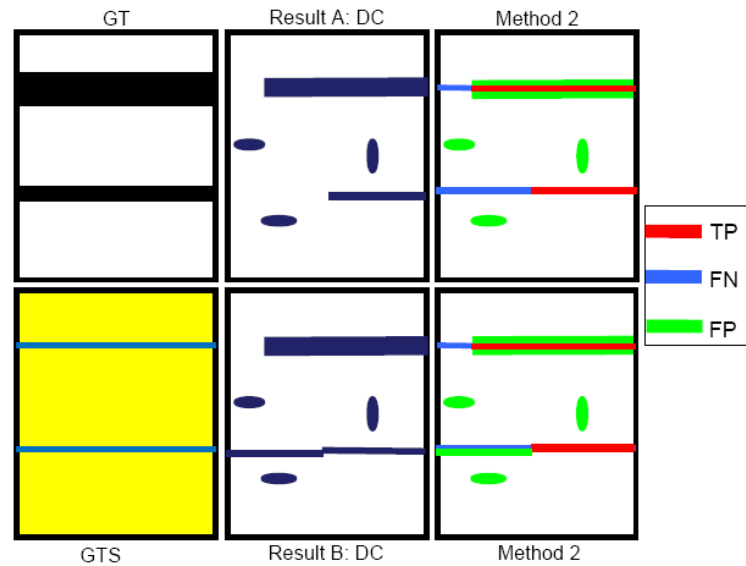 GT
Result A: DC
Method 2
TP
FN
FP
GTS
Result B: DC
Method 2